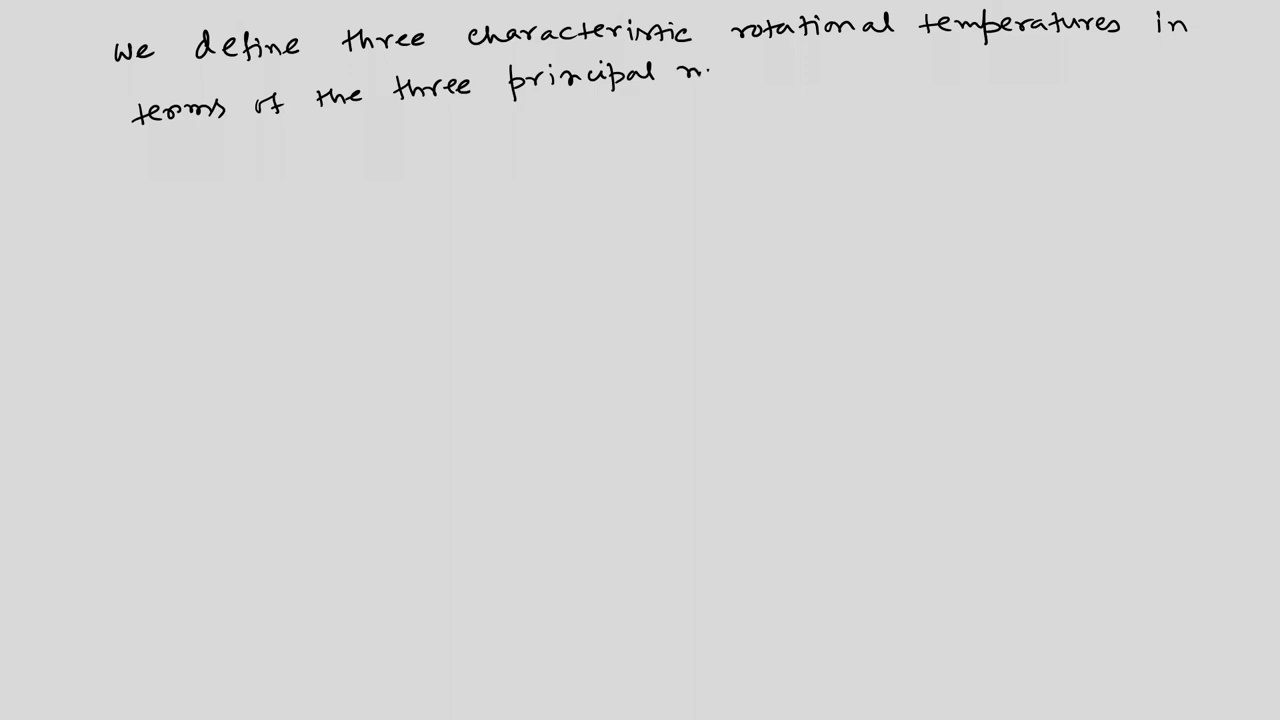 we define three characteristic rotational temperatures in
terms of the three principal